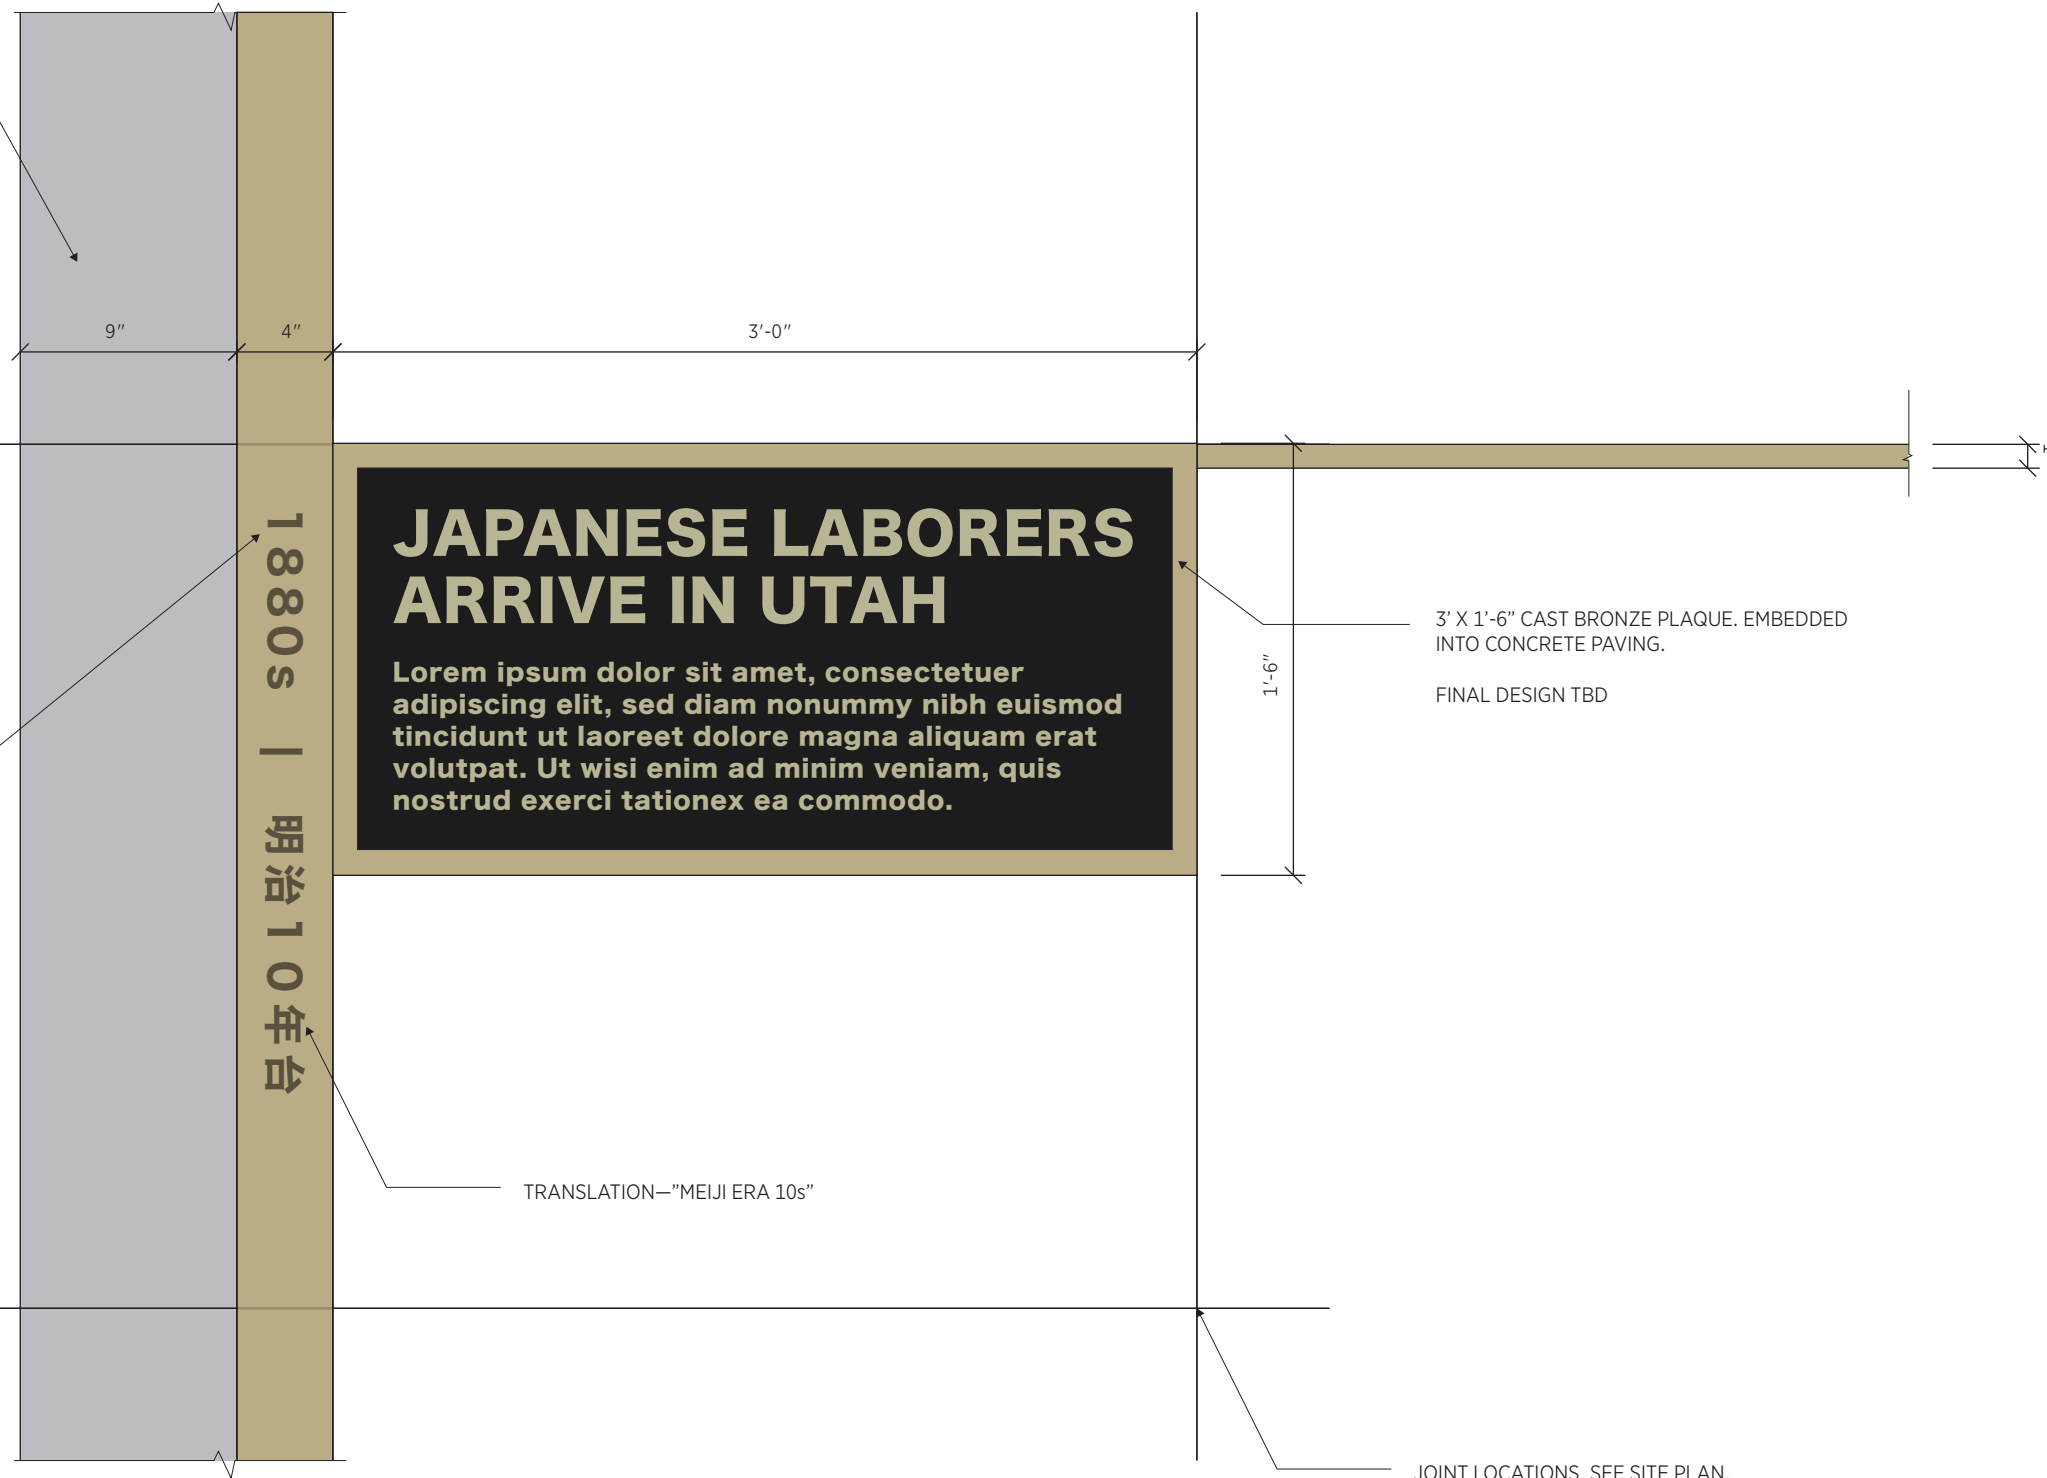 9″
4″
3′-0″
JAPANESE LABORERS
ARRIVE IN UTAH
Lorem ipsum dolor sit amet, consectetuer
adipiscing elit, sed diam nonummy nibh euismod
tincidunt ut laoreet dolore magna aliquam erat
volutpat. Ut wisi enim ad minim veniam, quis
nostrud exerci tationex ea commodo.
1880s | 明治10年台
1′-6″
3’ X 1’-6” CAST BRONZE PLAQUE. EMBEDDED
INTO CONCRETE PAVING.
FINAL DESIGN TBD
TRANSLATION—”MEIJI ERA 10s”
JOINT LOCATIONS. SEE SITE PLAN.